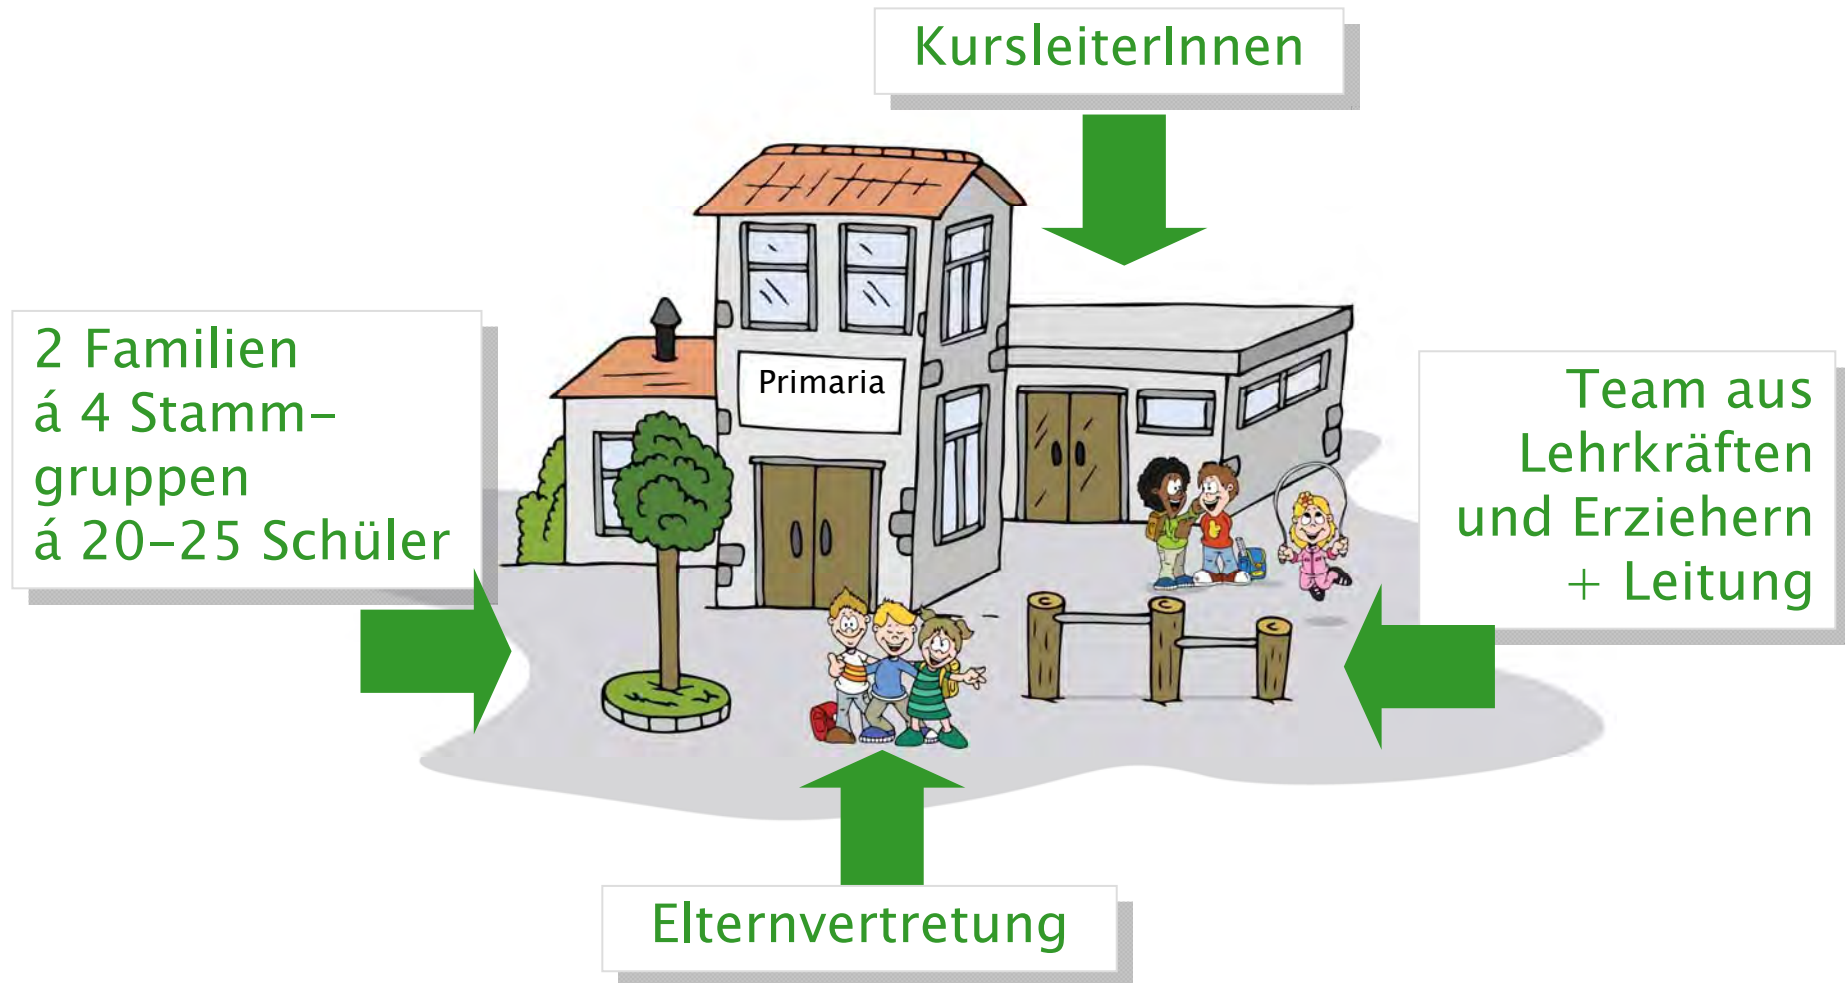 KursleiterInnen
2 Familien
á 4 Stamm-
gruppen
á 20-25 Schüler
Primaria
Team aus
Lehrkräften
und Erziehern
+ Leitung
Elternvertretung